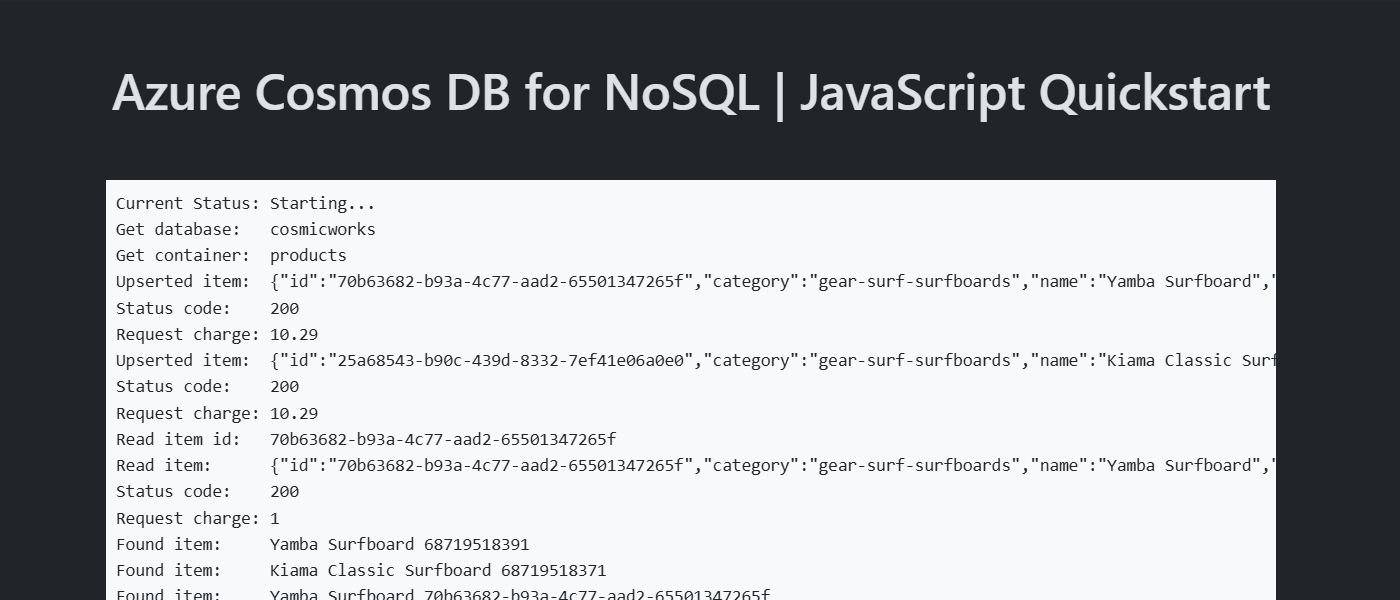 Azure Cosmos DB for NoSQL | JavaScript Quickstart
Current Status: Starting...
Get database:   cosmicworks
Get container:  products
Upserted item:  {"id":"70b63682-b93a-4c77-aad2-65501347265f","category":"gear-surf-surfboards","name":"Yamba Surfboard","
Status code:    200
Request charge: 10.29
Upserted item:  {"id":"25a68543-b90c-439d-8332-7ef41e06a0e0","category":"gear-surf-surfboards","name":"Kiama Classic Surf
Status code:    200
Request charge: 10.29
Read item id:   70b63682-b93a-4c77-aad2-65501347265f
Read item:      {"id":"70b63682-b93a-4c77-aad2-65501347265f","category":"gear-surf-surfboards","name":"Yamba Surfboard","
Status code:    200
Request charge: 1
Found item:     Yamba Surfboard 68719518391
Found item:     Kiama Classic Surfboard 68719518371
Found item:     Yamba Surfboard 70b63682-b93a-4c77-aad2-65501347265f